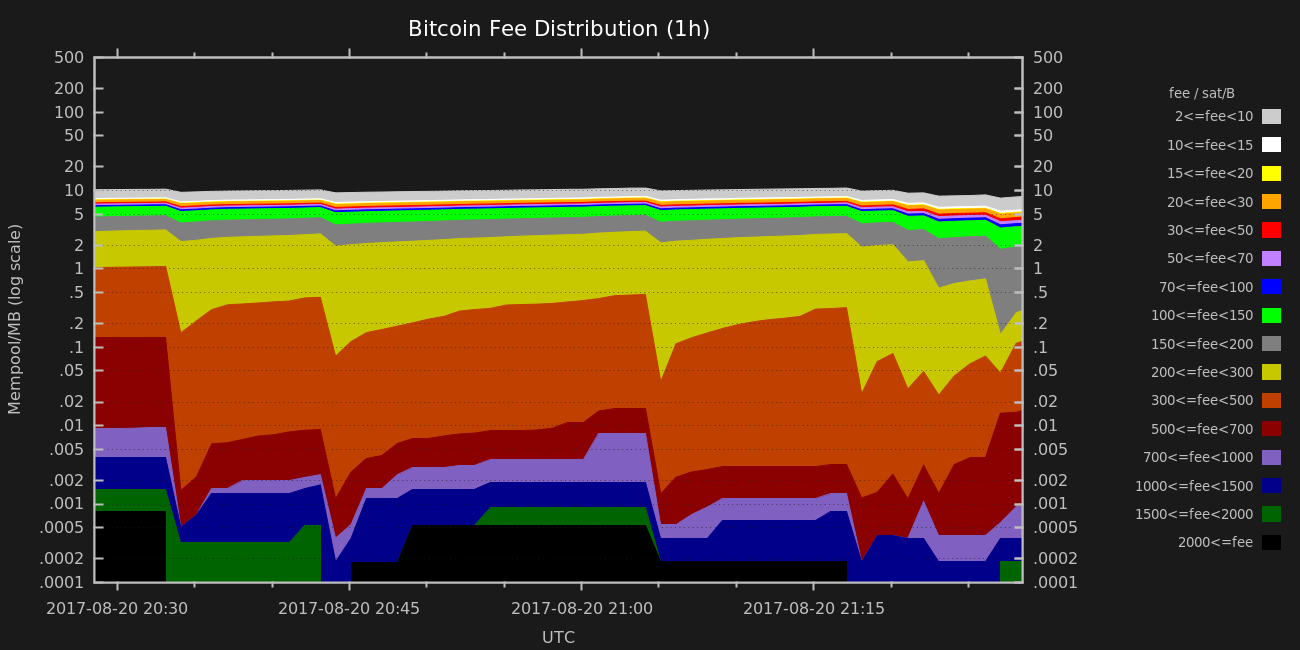 Bitcoin Fee Distribution (1h)
500 500
200 200
100 100
50 50
20 20
10 10
5 5
2 2
1 1
.5 .5
.2 .2
.1 .1
.05 .05
.02 .02
.01 .01
.005 .005
.002 .002
.001 .001
.0005 .0005
.0002 .0002
.0001 .0001
Mempool/MB (log scale)
2017-08-20 20:30 2017-08-20 20:45 2017-08-20 21:00 2017-08-20 21:15
UTC
fee / sat/B
2<=fee<10
10<=fee<15
15<=fee<20
20<=fee<30
30<=fee<50
50<=fee<70
70<=fee<100
100<=fee<150
150<=fee<200
200<=fee<300
300<=fee<500
500<=fee<700
700<=fee<1000
1000<=fee<1500
1500<=fee<2000
2000<=fee